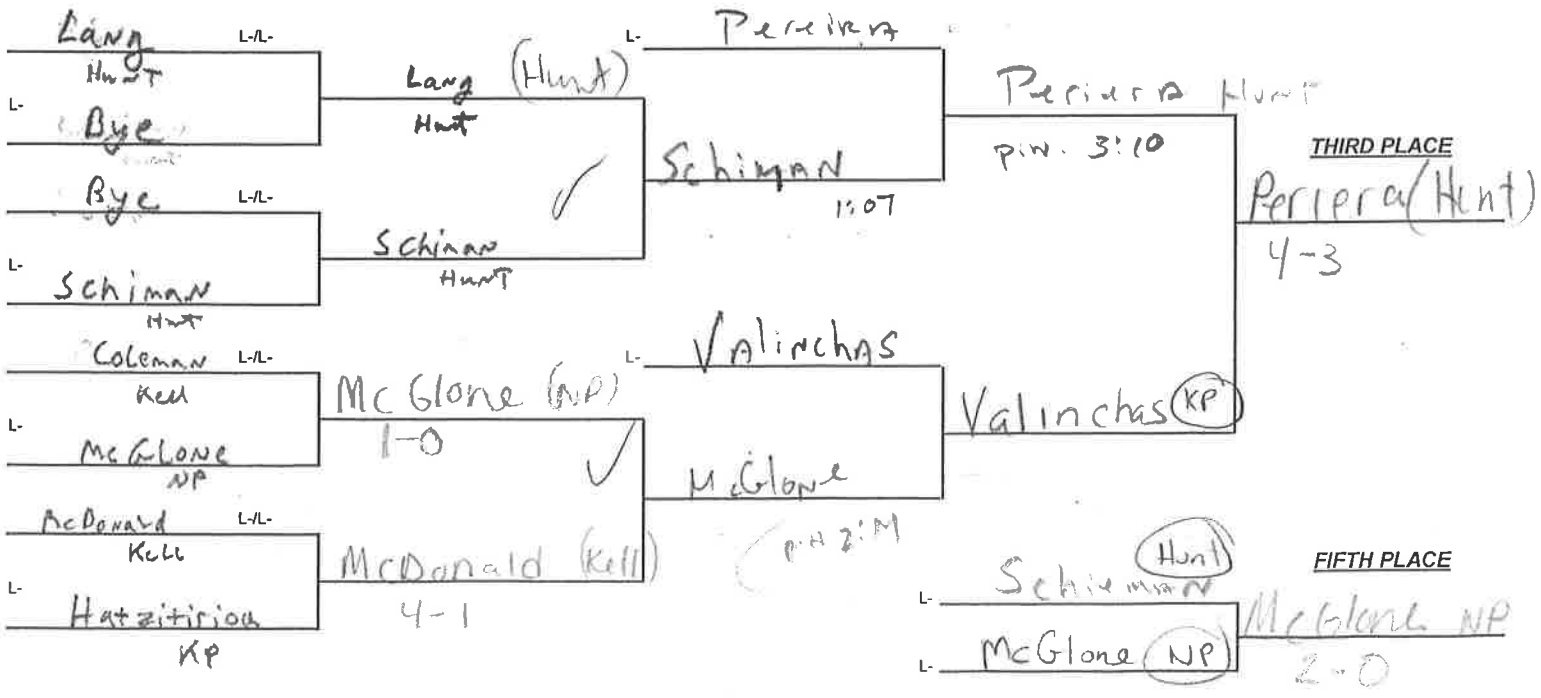 Lang L-/L-
Hunt
L-
Bye
Bye L-/L-
L-
Schiman
Hunt
Coleman L-/L-
Kell
L-
McGlone
NP
McDonald L-/L-
Kell
L-
Hatzitiriou
KP
Lang (Hunt)
Hunt
Schiman
Hunt
McGlone (NP)
1-0
McDonald (Kell)
4-1
L- Pereira
Schiman
1:07
L- Valinchas
McGlone
Periera Hunt
pin. 3:10
Valinchas KP
THIRD PLACE
Periera (Hunt)
4-3
Hunt
L- Schieman
L- McGlone NP
FIFTH PLACE
McGlone NP
2-0